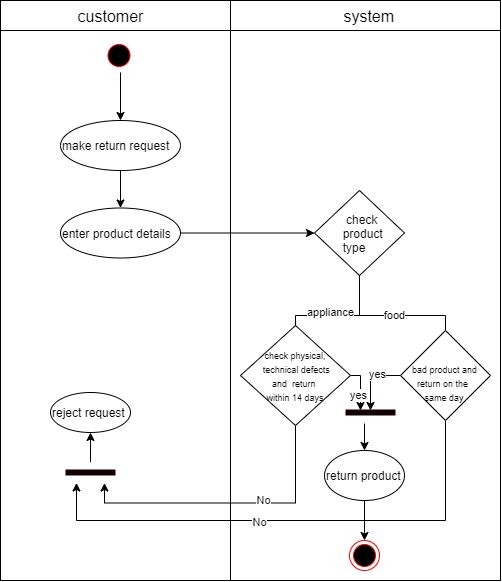 customer
system
make return request
enter product details
check
product
type
appliance
food
check physical,
technical defects
and return
within 14 days
bad product and
return on the
same day
yes
yes
reject request
return product
No
No